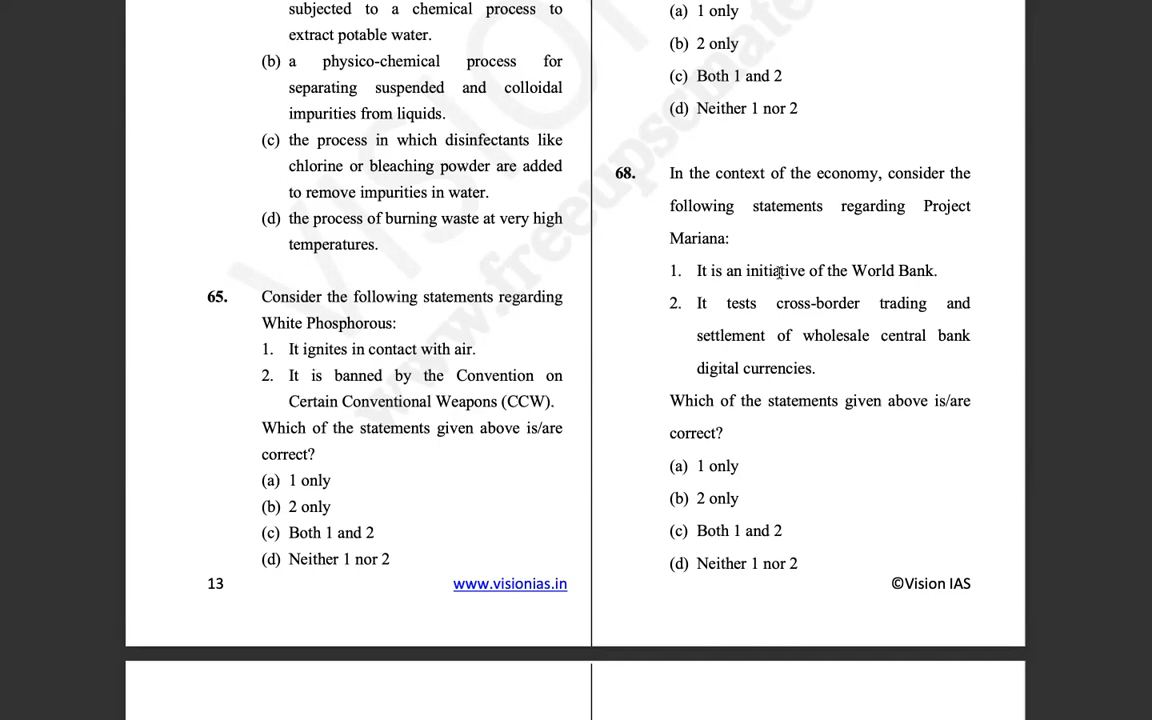 subjected to a chemical process to
extract potable water.
(b) a physico-chemical process for
separating suspended and colloidal
impurities from liquids.
(c) the process in which disinfectants like
chlorine or bleaching powder are added
to remove impurities in water.
(d) the process of burning waste at very high
temperatures.
65. Consider the following statements regarding
White Phosphorous:
1. It ignites in contact with air.
2. It is banned by the Convention on
Certain Conventional Weapons (CCW).
Which of the statements given above is/are
correct?
(a) 1 only
(b) 2 only
(c) Both 1 and 2
(d) Neither 1 nor 2
(a) 1 only
(b) 2 only
(c) Both 1 and 2
(d) Neither 1 nor 2
68. In the context of the economy, consider the
following statements regarding Project
Mariana:
1. It is an initiative of the World Bank.
2. It tests cross-border trading and
settlement of wholesale central bank
digital currencies.
Which of the statements given above is/are
correct?
(a) 1 only
(b) 2 only
(c) Both 1 and 2
(d) Neither 1 nor 2
13 www.visionias.in ©Vision IAS
VISION
www.freeupscmate